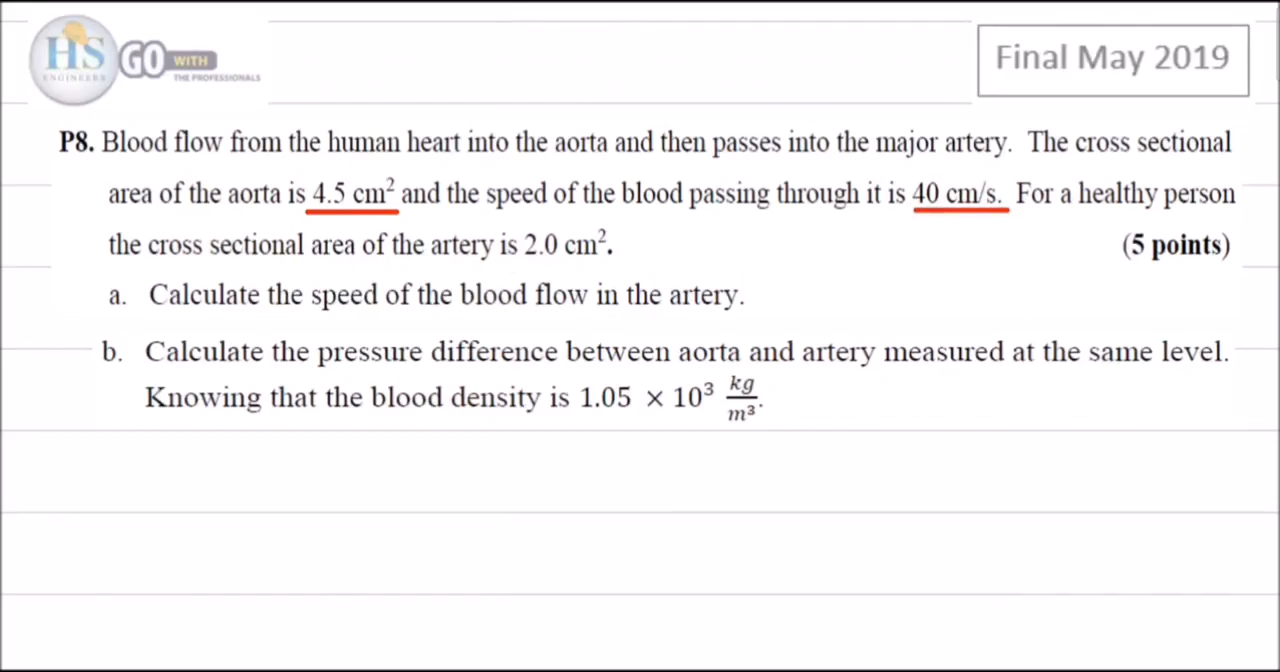 HS
ENGINEERS
GO WITH
THE PROFESSIONALS
Final May 2019
P8. Blood flow from the human heart into the aorta and then passes into the major artery. The cross sectional
area of the aorta is 4.5 cm² and the speed of the blood passing through it is 40 cm/s. For a healthy person
the cross sectional area of the artery is 2.0 cm². (5 points)
a. Calculate the speed of the blood flow in the artery.
b. Calculate the pressure difference between aorta and artery measured at the same level.
Knowing that the blood density is 1.05 × 10³ kg/m³.